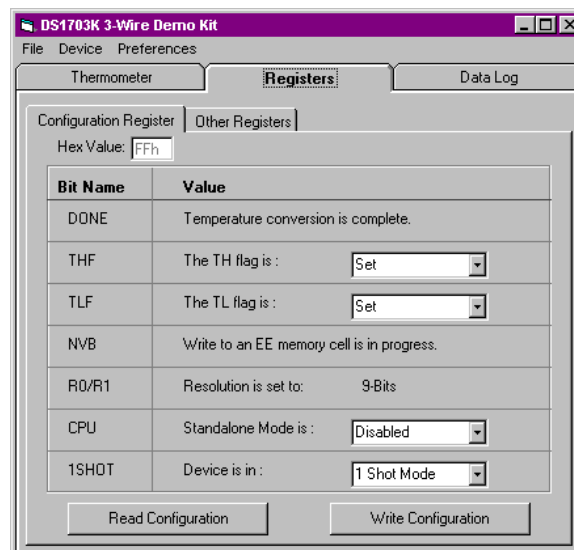 DS1703K 3-Wire Demo Kit
File Device Preferences
Thermometer Registers Data Log
Configuration Register Other Registers
Hex Value: FFh
Bit Name Value
DONE Temperature conversion is complete.
THF The TH flag is : Set
TLF The TL flag is : Set
NVB Write to an EE memory cell is in progress.
R0/R1 Resolution is set to: 9-Bits
CPU Standalone Mode is : Disabled
1SHOT Device is in : 1 Shot Mode
Read Configuration Write Configuration